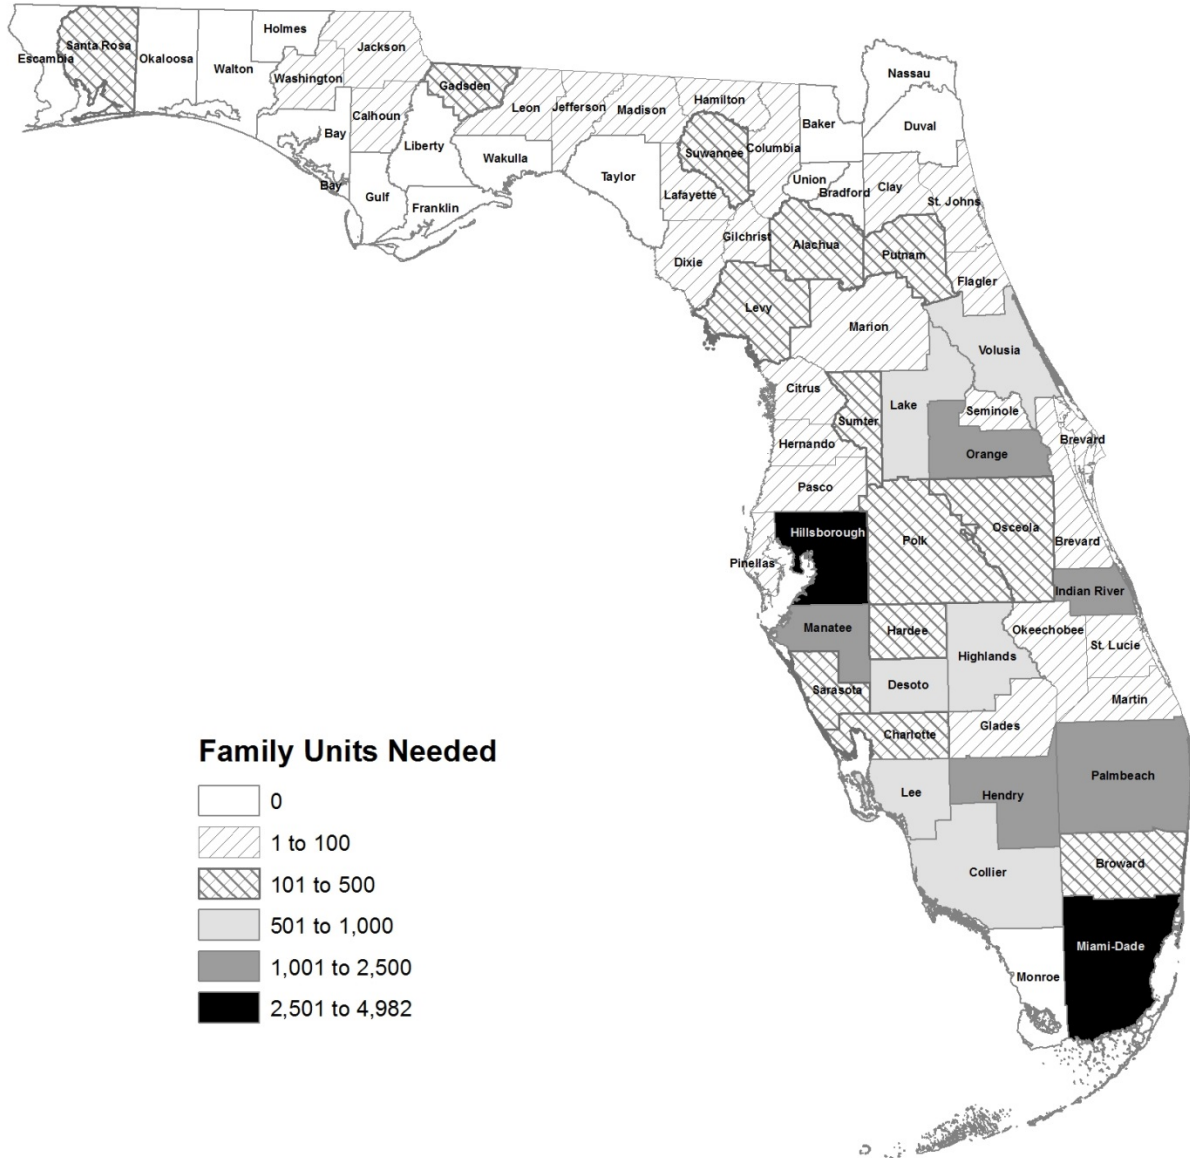 Holmes
Jackson
Santa Rosa
Escambia
Okaloosa
Walton
Washington
Gadsden
Nassau
Calhoun
Leon
Jefferson
Madison
Hamilton
Baker
Duval
Bay
Liberty
Wakulla
Suwannee
Columbia
Taylor
Union
Bradford
Clay
Bay
Gulf
Franklin
Lafayette
St. Johns
Gilchrist
Alachua
Putnam
Dixie
Flagler
Levy
Marion
Volusia
Citrus
Lake
Seminole
Sumter
Brevard
Hernando
Orange
Pasco
Hillsborough
Osceola
Polk
Brevard
Pinellas
Indian River
Manatee
Hardee
Okeechobee
St. Lucie
Highlands
Desoto
Sarasota
Martin
Glades
Charlotte
Palmbeach
Lee
Hendry
Broward
Collier
Miami-Dade
Monroe
Family Units Needed
0
1 to 100
101 to 500
501 to 1,000
1,001 to 2,500
2,501 to 4,982